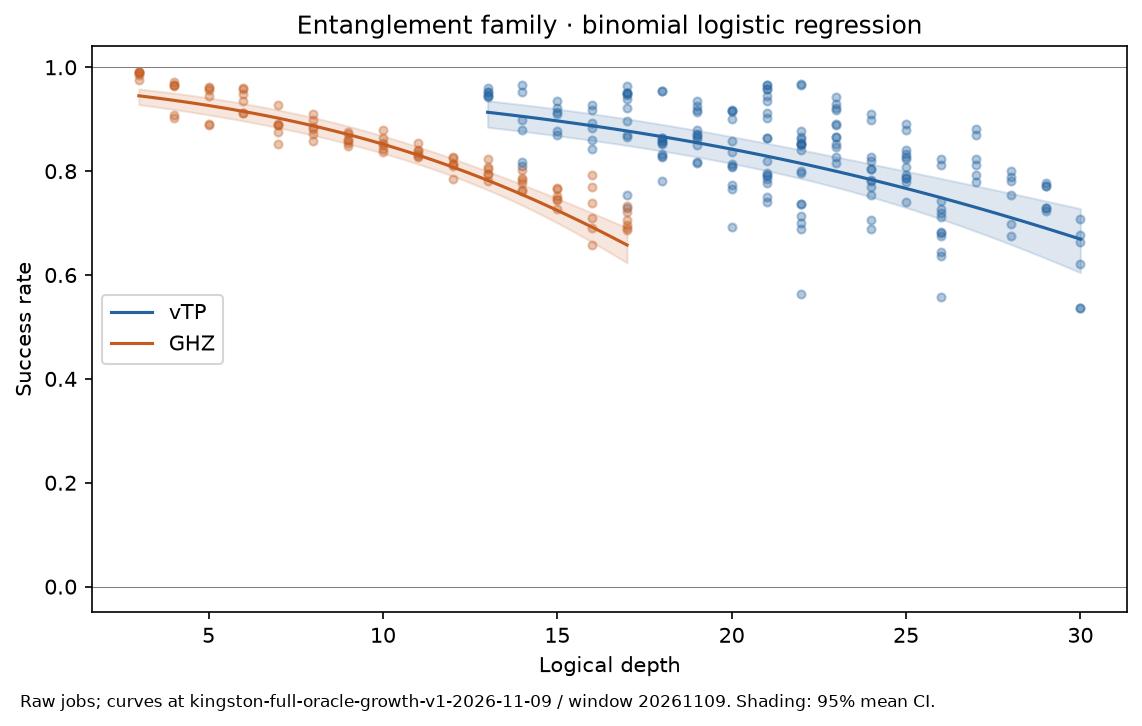 Entanglement family · binomial logistic regression
Success rate
1.0
0.8
0.6
0.4
0.2
0.0
vTP
GHZ
5 10 15 20 25 30
Logical depth
Raw jobs; curves at kingston-full-oracle-growth-v1-2026-11-09 / window 20261109. Shading: 95% mean CI.